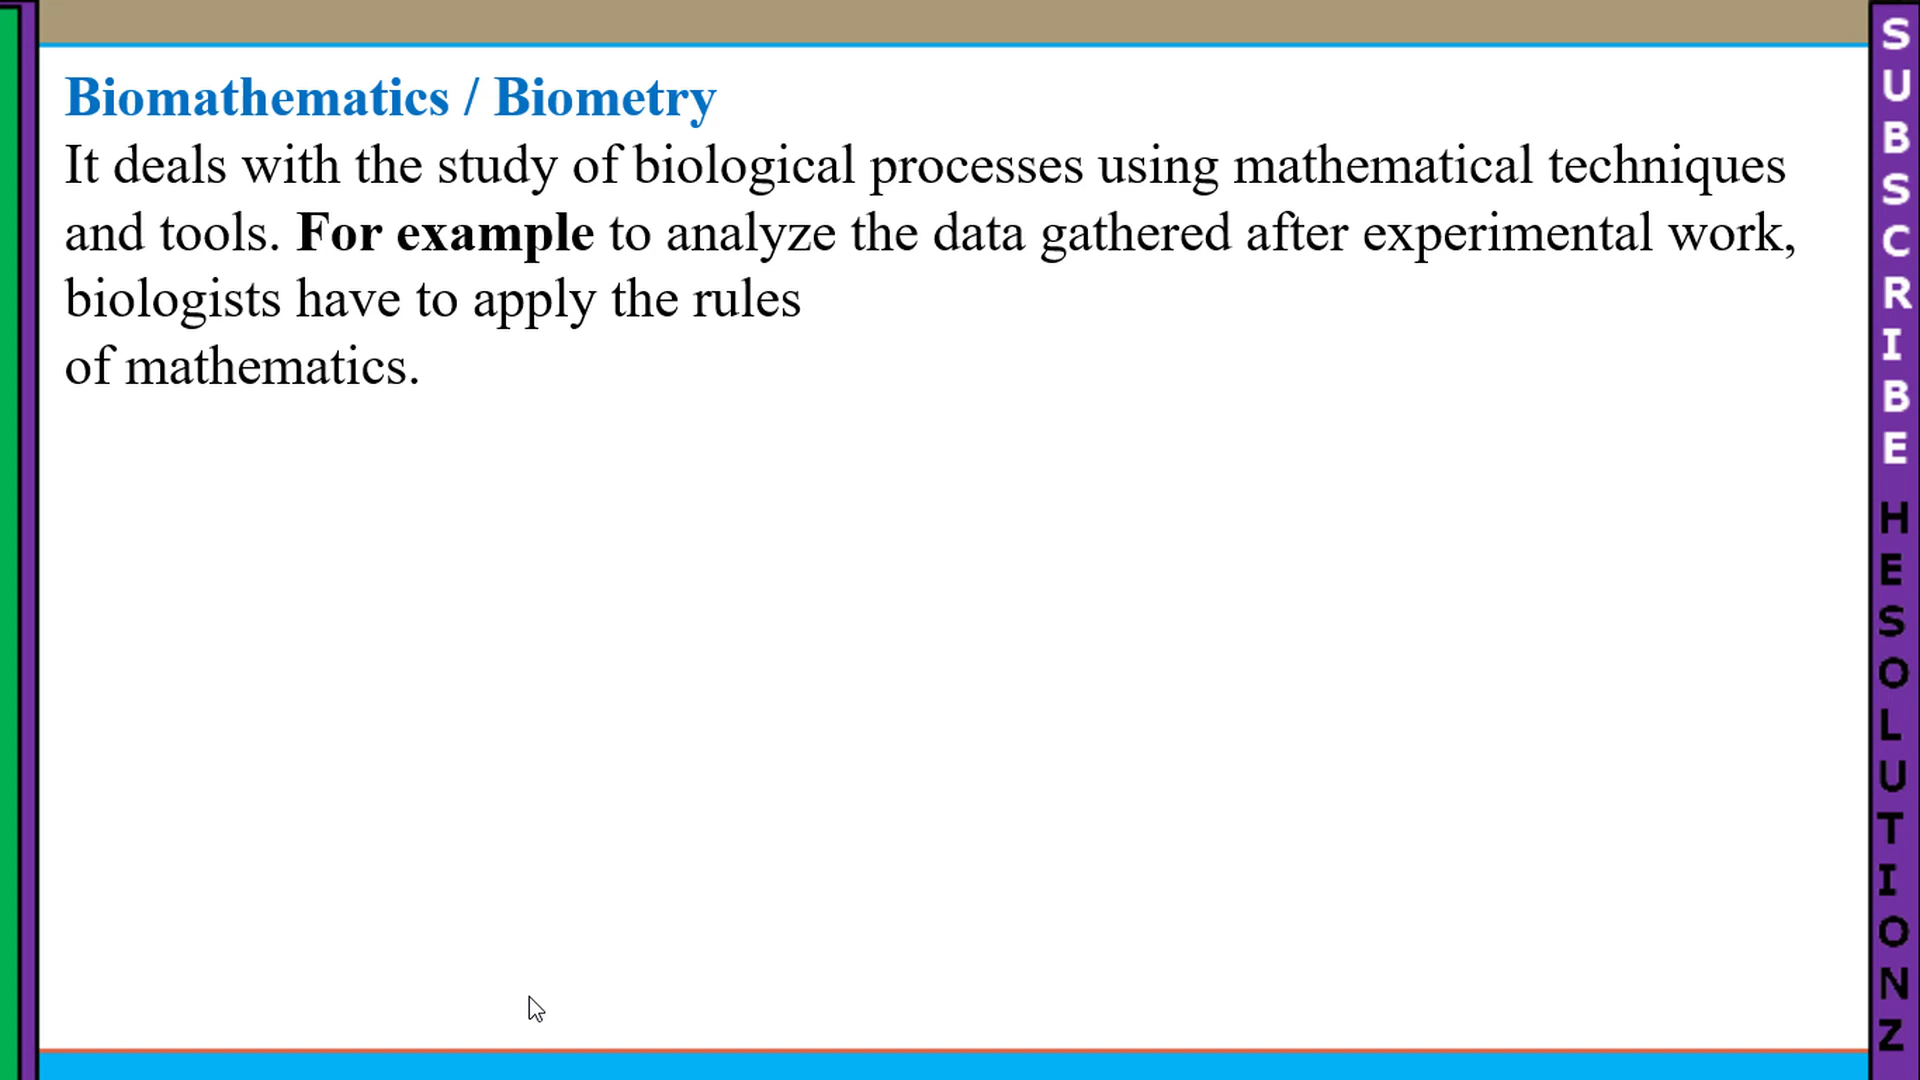 Biomathematics / Biometry
It deals with the study of biological processes using mathematical techniques
and tools. For example to analyze the data gathered after experimental work,
biologists have to apply the rules
of mathematics.
SUBSCRIBE HESOLUTIONZ